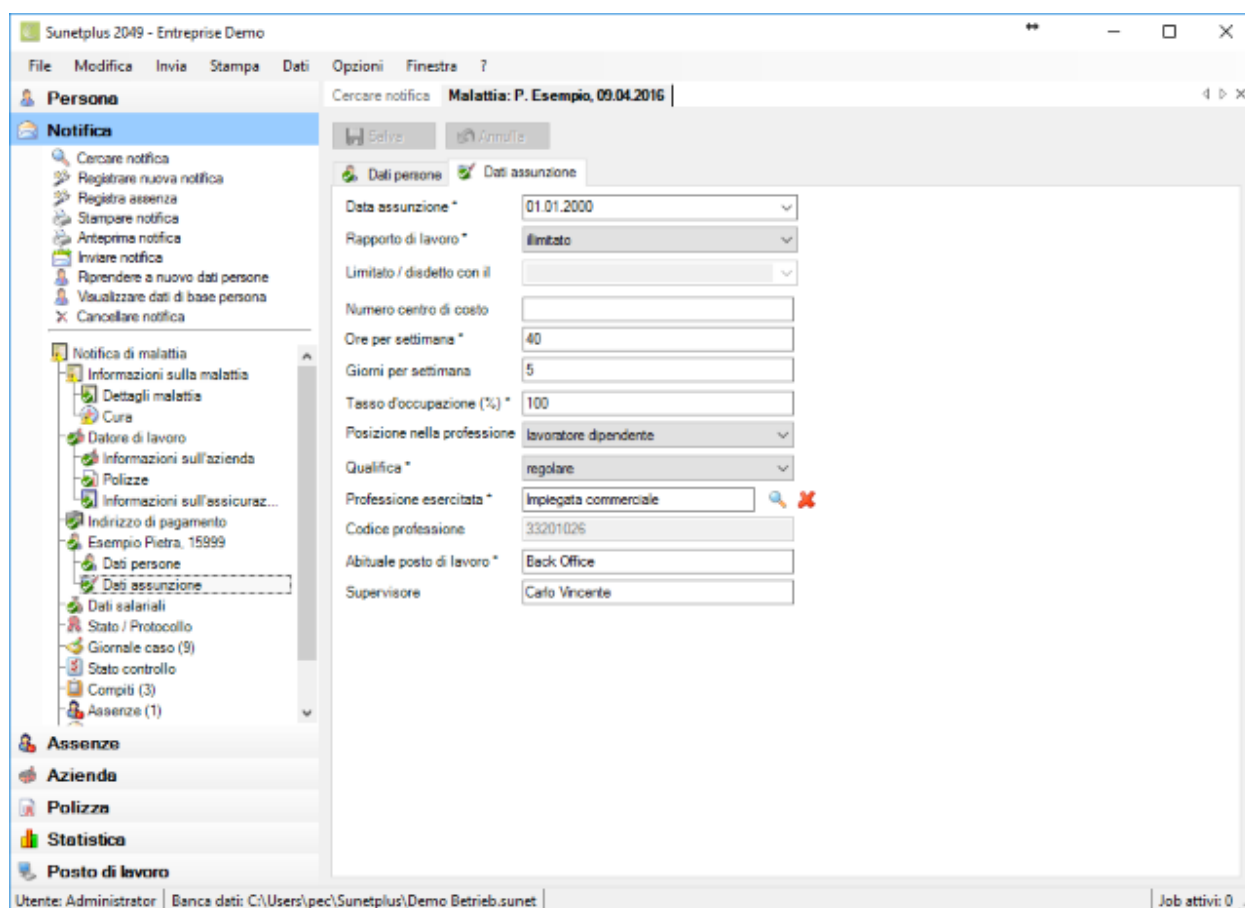 Sunetplus 2049 - Entreprise Demo
File Modifica Invia Stampa Dati Opzioni Finestra ?
Persona
Notifica
Cercare notifica
Registrare nuova notifica
Registra assenza
Stampare notifica
Anteprima notifica
Inviare notifica
Riprendere a nuovo dati persone
Visualizzare dati di base persona
Cancellare notifica
Notifica di malattia
Informazioni sulla malattia
Dettagli malattia
Cura
Datore di lavoro
Informazioni sull'azienda
Polizze
Informazioni sull'assicuraz...
Indirizzo di pagamento
Esempio Pietra, 15999
Dati persone
Dati assunzione
Dati salariali
Stato / Protocollo
Giornale caso (9)
Stato controllo
Compiti (3)
Assenze (1)
Assenze
Azienda
Polizza
Statistica
Posto di lavoro
Cercare notifica Malattia: P. Esempio, 09.04.2016
Salva Annulla
Dati persone Dati assunzione
Data assunzione * 01.01.2000
Rapporto di lavoro * illimitato
Limitato / disdetto con il
Numero centro di costo
Ore per settimana * 40
Giorni per settimana 5
Tasso d'occupazione (%) * 100
Posizione nella professione lavoratore dipendente
Qualifica * regolare
Professione esercitata * Impiegata commerciale
Codice professione 33201026
Abituale posto di lavoro * Back Office
Supervisore Carlo Vincente
Utente: Administrator Banca dati: C:\Users\pec\Sunetplus\Demo Betrieb.sunet Job attivi: 0